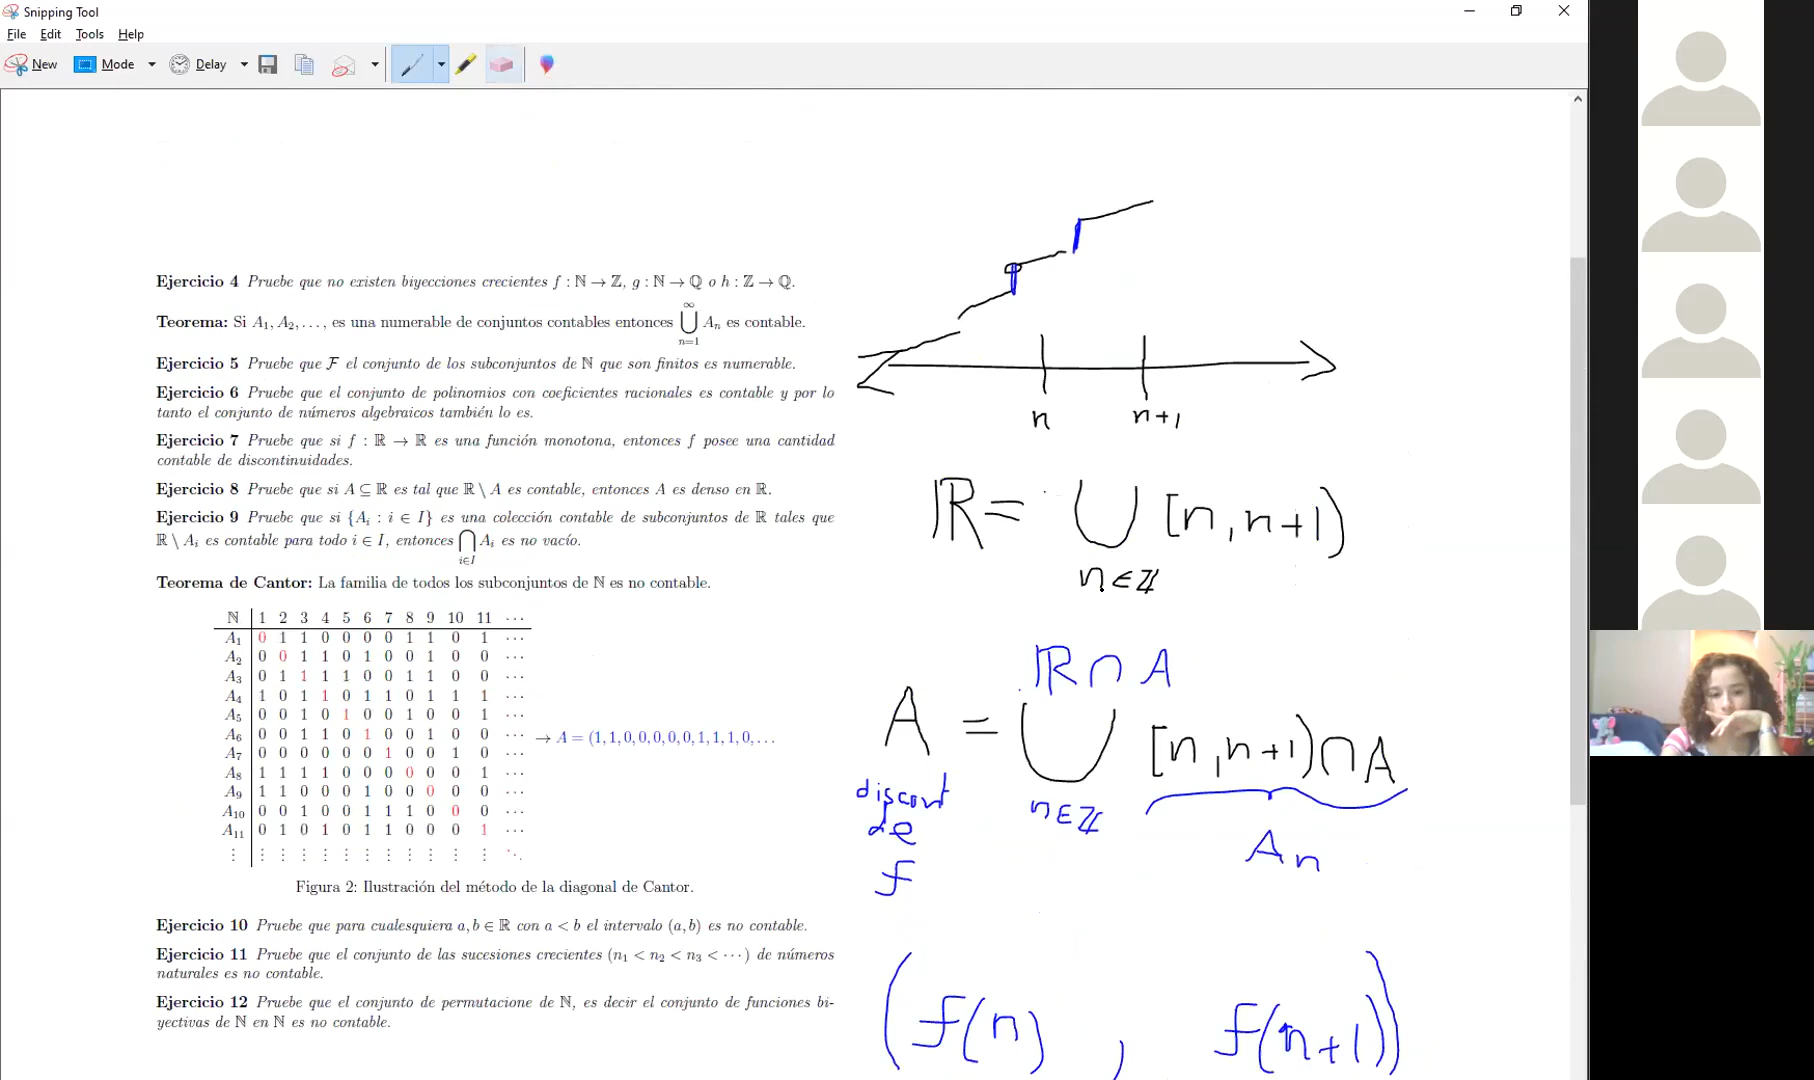 Snipping Tool
File Edit Tools Help
New Mode Delay
Ejercicio 4 Pruebe que no existen biyecciones crecientes f : ℕ → ℤ, g : ℕ → ℚ o h : ℤ → ℚ.
Teorema: Si A₁, A₂, . . . , es una numerable de conjuntos contables entonces ⋃_{n=1}^{∞} Aₙ es contable.
Ejercicio 5 Pruebe que ℱ el conjunto de los subconjuntos de ℕ que son finitos es numerable.
Ejercicio 6 Pruebe que el conjunto de polinomios con coeficientes racionales es contable y por lo
tanto el conjunto de números algebraicos también lo es.
Ejercicio 7 Pruebe que si f : ℝ → ℝ es una función monotona, entonces f posee una cantidad
contable de discontinuidades.
Ejercicio 8 Pruebe que si A ⊆ ℝ es tal que ℝ \ A es contable, entonces A es denso en ℝ.
Ejercicio 9 Pruebe que si {Aᵢ : i ∈ I} es una colección contable de subconjuntos de ℝ tales que
ℝ \ Aᵢ es contable para todo i ∈ I, entonces ⋂_{i∈I} Aᵢ es no vacío.
Teorema de Cantor: La familia de todos los subconjuntos de ℕ es no contable.
ℕ 1 2 3 4 5 6 7 8 9 10 11 ⋯
A₁ 0 1 1 0 0 0 0 1 1 0 1 ⋯
A₂ 0 0 1 1 0 1 0 0 1 0 0 ⋯
A₃ 0 1 1 1 1 0 0 1 1 0 0 ⋯
A₄ 1 0 1 1 0 1 1 0 1 1 1 ⋯
A₅ 0 0 1 0 1 0 0 1 0 0 1 ⋯
A₆ 0 0 1 1 0 1 0 0 1 0 0 ⋯
A₇ 0 0 0 0 0 0 1 0 0 1 0 ⋯
A₈ 1 1 1 1 0 0 0 0 0 0 1 ⋯
A₉ 1 1 0 0 0 1 0 0 0 0 0 ⋯
A₁₀ 0 0 1 0 1 1 1 0 0 0 0 ⋯
A₁₁ 0 1 0 1 0 1 1 0 0 0 1 ⋯
⋮ ⋮ ⋮ ⋮ ⋮ ⋮ ⋮ ⋮ ⋮ ⋮ ⋮ ⋮ ⋱
→ A = (1, 1, 0, 0, 0, 0, 0, 1, 1, 1, 0, . . .
Figura 2: Ilustración del método de la diagonal de Cantor.
Ejercicio 10 Pruebe que para cualesquiera a, b ∈ ℝ con a < b el intervalo (a, b) es no contable.
Ejercicio 11 Pruebe que el conjunto de las sucesiones crecientes (n₁ < n₂ < n₃ < ⋯) de números
naturales es no contable.
Ejercicio 12 Pruebe que el conjunto de permutacione de ℕ, es decir el conjunto de funciones bi-
yectivas de ℕ en ℕ es no contable.
n n+1
ℝ = ⋃ [n, n+1)
n∈ℤ
ℝ ∩ A
A = ⋃ [n, n+1) ∩ A
discont n∈ℤ
de
f
Aₙ
(f(n) , f(n+1))